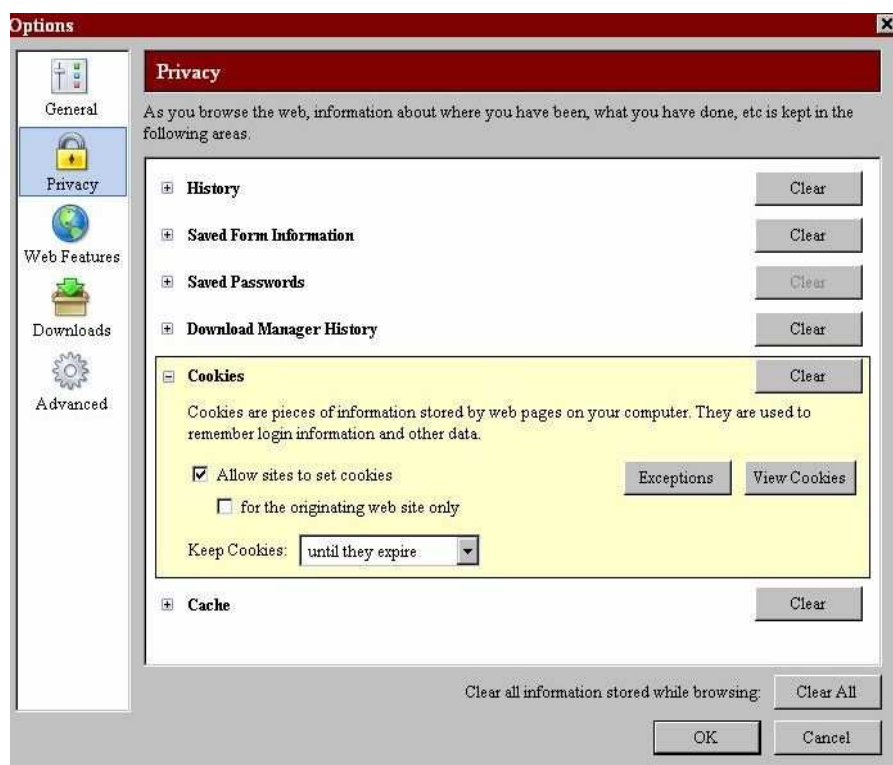 Options
General
Privacy
Web Features
Downloads
Advanced
Privacy
As you browse the web, information about where you have been, what you have done, etc is kept in the
following areas.
History Clear
Saved Form Information Clear
Saved Passwords Clear
Download Manager History Clear
Cookies Clear
Cookies are pieces of information stored by web pages on your computer. They are used to
remember login information and other data.
Allow sites to set cookies Exceptions View Cookies
for the originating web site only
Keep Cookies: until they expire
Cache Clear
Clear all information stored while browsing: Clear All
OK Cancel